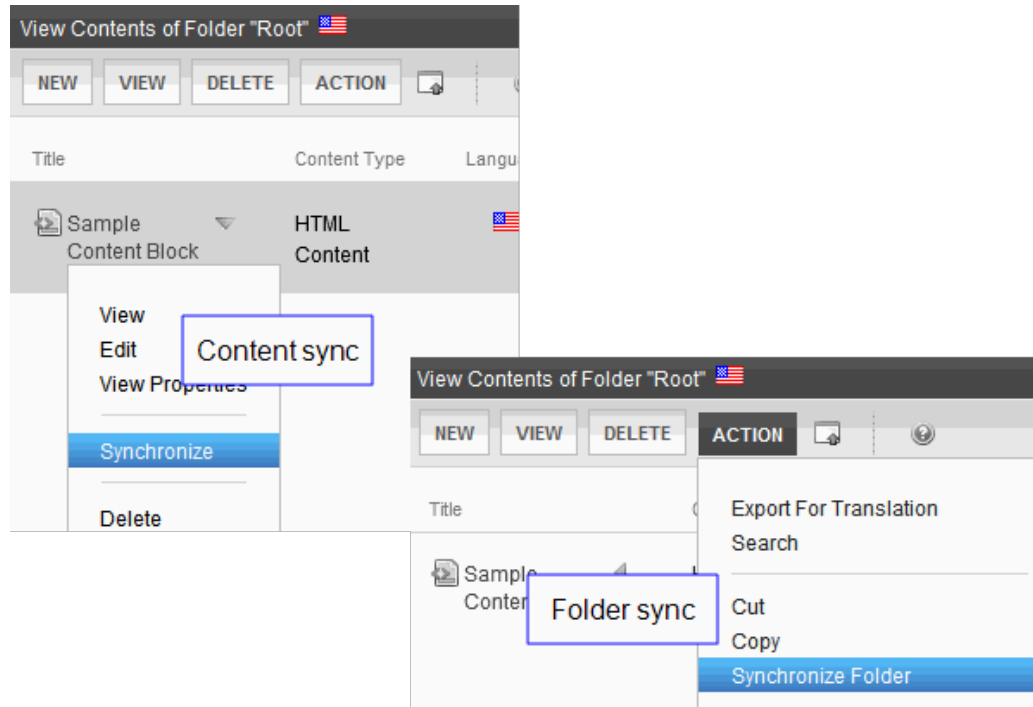 View Contents of Folder "Root"
NEW VIEW DELETE ACTION
Title Content Type Langu
Sample HTML
Content Block Content
View
Edit
View Properties
Content sync
Synchronize
Delete
View Contents of Folder "Root"
NEW VIEW DELETE ACTION
Title
Export For Translation
Search
Sample
Conten
Folder sync
Cut
Copy
Synchronize Folder